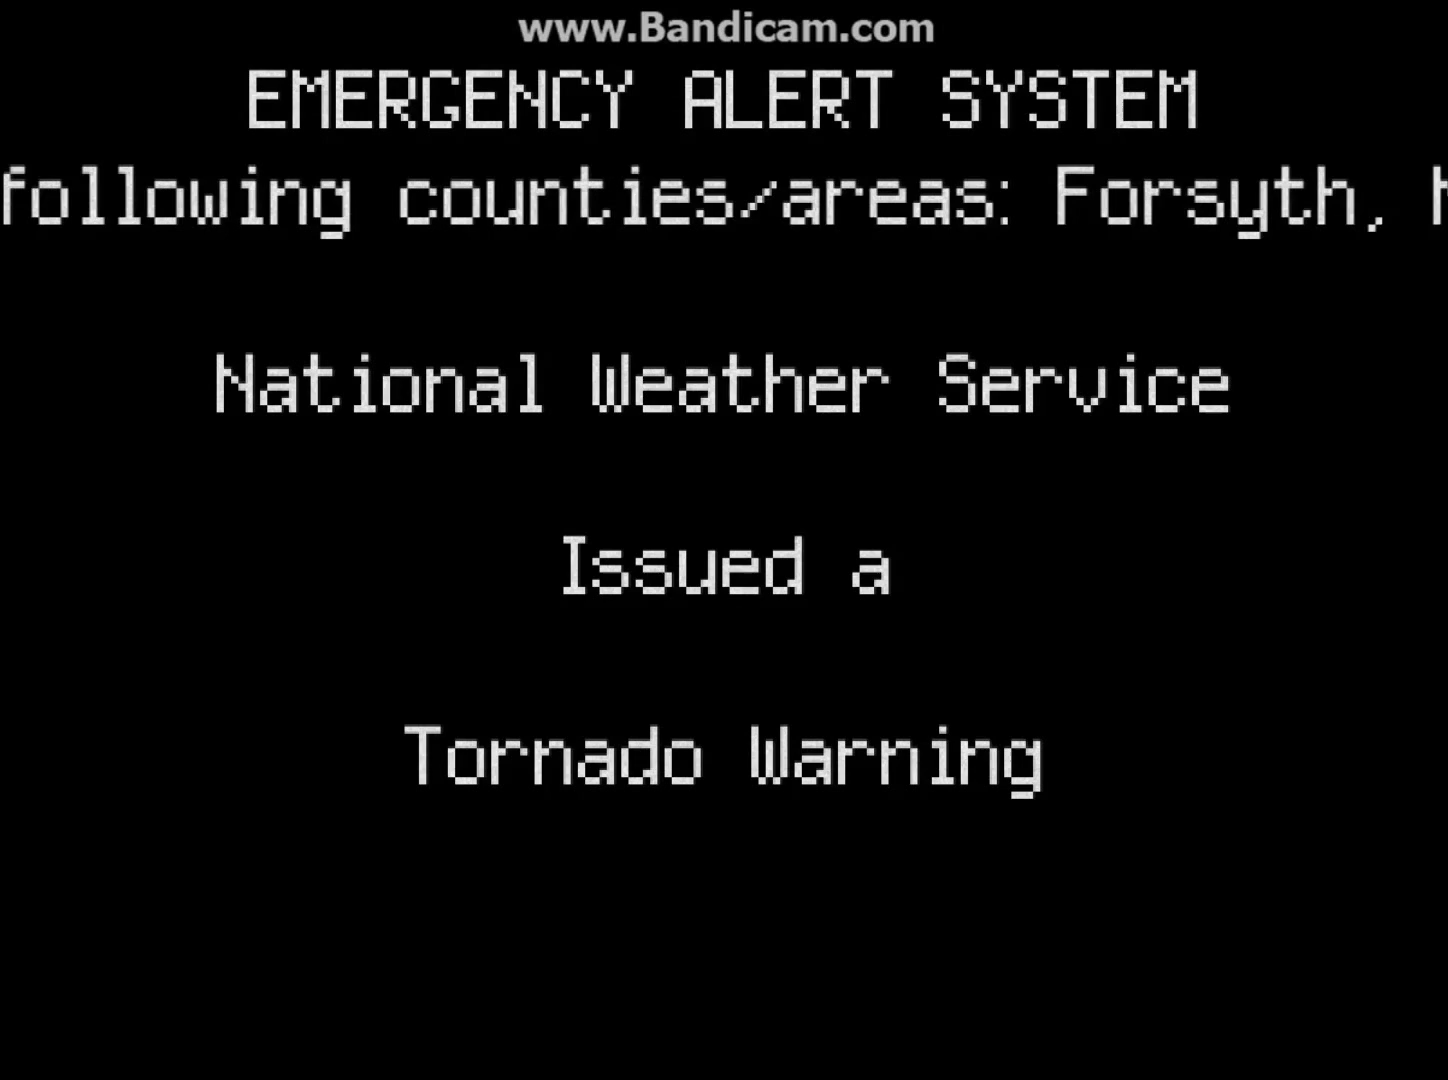 www.Bandicam.com
EMERGENCY ALERT SYSTEM
following counties/areas: Forsyth,
National Weather Service
Issued a
Tornado Warning